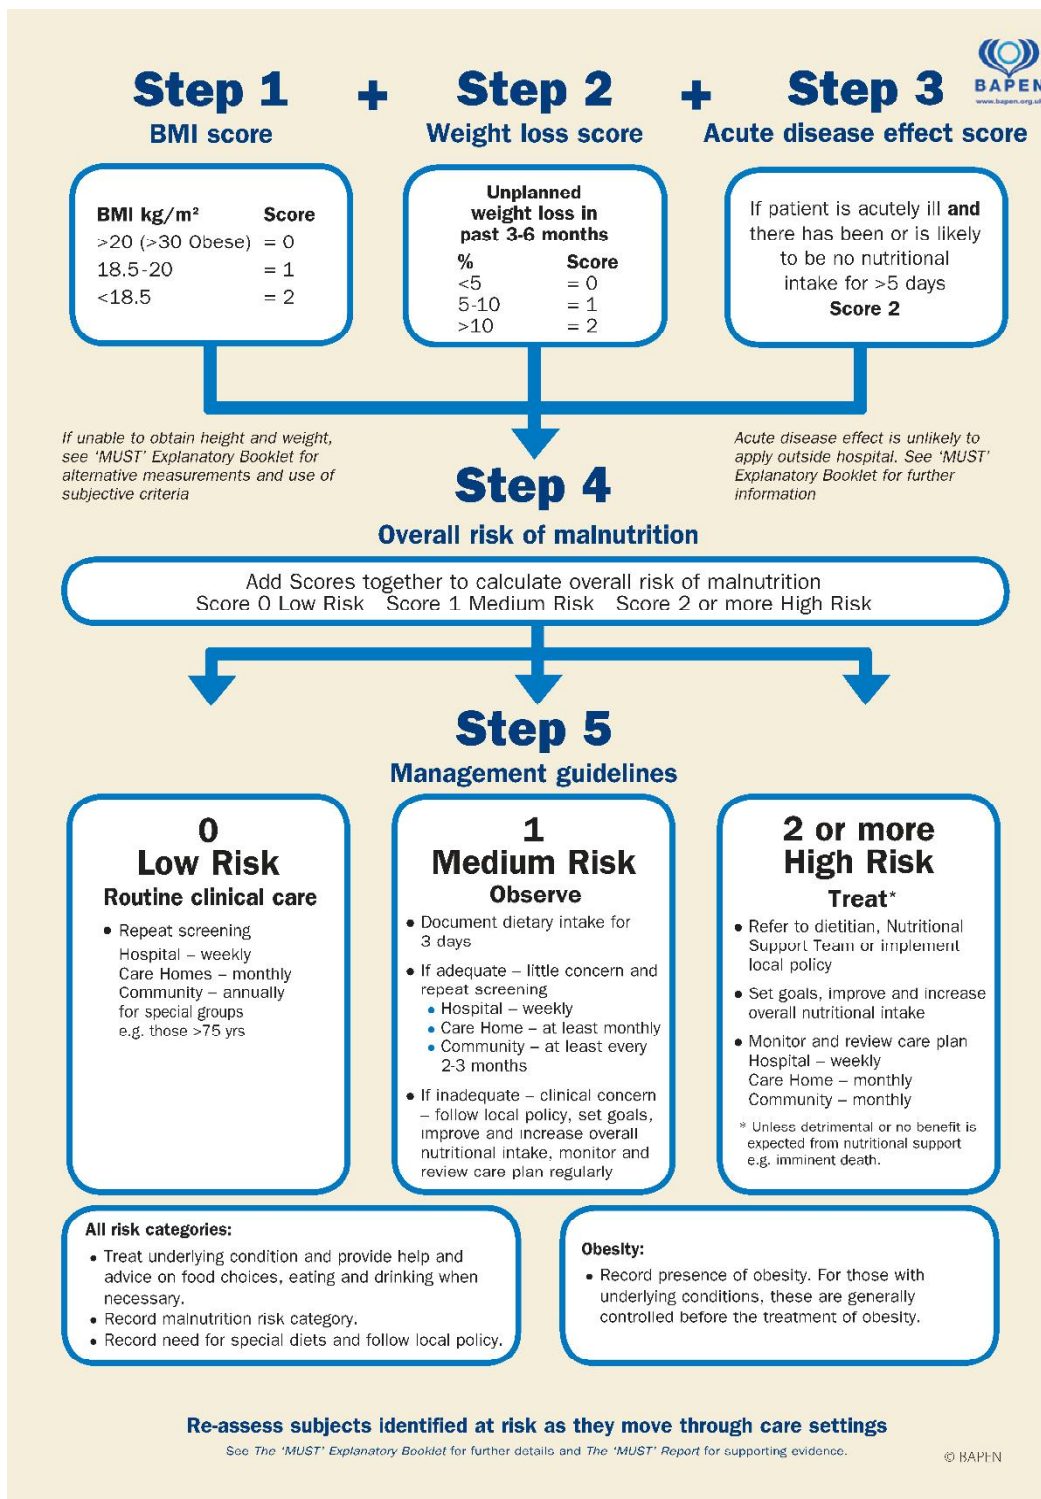 Step 1 + Step 2 + Step 3
BAPEN
www.bapen.org.uk
BMI score
Weight loss score
Acute disease effect score
BMI kg/m² Score
>20 (>30 Obese) = 0
18.5-20 = 1
<18.5 = 2
Unplanned
weight loss in
past 3-6 months
% Score
<5 = 0
5-10 = 1
>10 = 2
If patient is acutely ill and
there has been or is likely
to be no nutritional
intake for >5 days
Score 2
If unable to obtain height and weight,
see ‘MUST’ Explanatory Booklet for
alternative measurements and use of
subjective criteria
Acute disease effect is unlikely to
apply outside hospital. See ‘MUST’
Explanatory Booklet for further
information
Step 4
Overall risk of malnutrition
Add Scores together to calculate overall risk of malnutrition
Score 0 Low Risk Score 1 Medium Risk Score 2 or more High Risk
Step 5
Management guidelines
0
Low Risk
Routine clinical care
• Repeat screening
Hospital – weekly
Care Homes – monthly
Community – annually
for special groups
e.g. those >75 yrs
1
Medium Risk
Observe
• Document dietary intake for
3 days
• If adequate – little concern and
repeat screening
• Hospital – weekly
• Care Home – at least monthly
• Community – at least every
2-3 months
• If inadequate – clinical concern
– follow local policy, set goals,
improve and increase overall
nutritional intake, monitor and
review care plan regularly
2 or more
High Risk
Treat*
• Refer to dietitian, Nutritional
Support Team or implement
local policy
• Set goals, improve and increase
overall nutritional intake
• Monitor and review care plan
Hospital – weekly
Care Home – monthly
Community – monthly
* Unless detrimental or no benefit is
expected from nutritional support
e.g. imminent death.
All risk categories:
• Treat underlying condition and provide help and
advice on food choices, eating and drinking when
necessary.
• Record malnutrition risk category.
• Record need for special diets and follow local policy.
Obesity:
• Record presence of obesity. For those with
underlying conditions, these are generally
controlled before the treatment of obesity.
Re-assess subjects identified at risk as they move through care settings
See The ‘MUST’ Explanatory Booklet for further details and The ‘MUST’ Report for supporting evidence.
© BAPEN